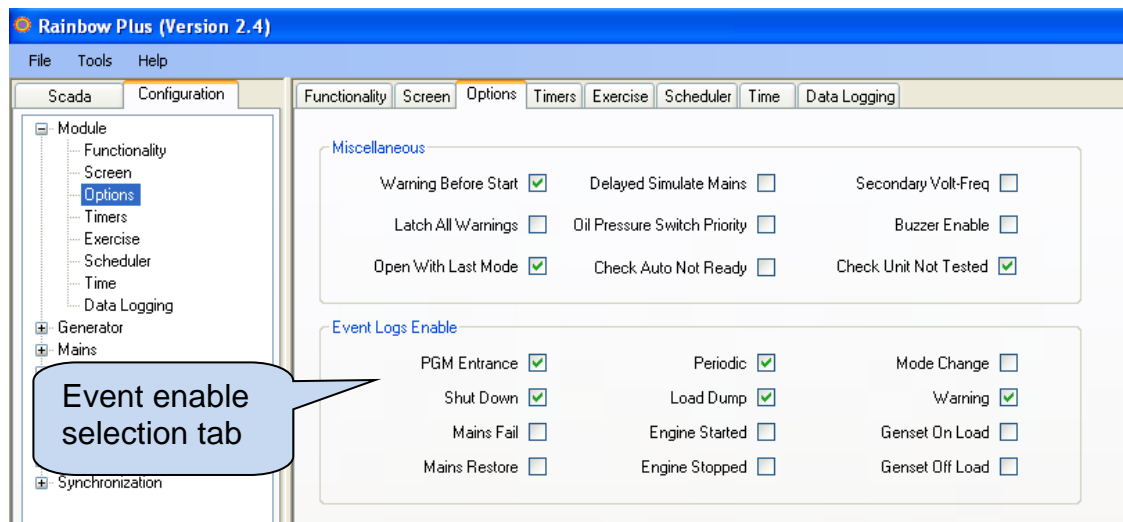 Rainbow Plus (Version 2.4)
File Tools Help
Scada Configuration
Functionality Screen Options Timers Exercise Scheduler Time Data Logging
Module
Functionality
Screen
Options
Timers
Exercise
Scheduler
Time
Data Logging
Generator
Mains
Synchronization
Event enable
selection tab
Miscellaneous
Warning Before Start Delayed Simulate Mains Secondary Volt-Freq
Latch All Warnings Oil Pressure Switch Priority Buzzer Enable
Open With Last Mode Check Auto Not Ready Check Unit Not Tested
Event Logs Enable
PGM Entrance Periodic Mode Change
Shut Down Load Dump Warning
Mains Fail Engine Started Genset On Load
Mains Restore Engine Stopped Genset Off Load